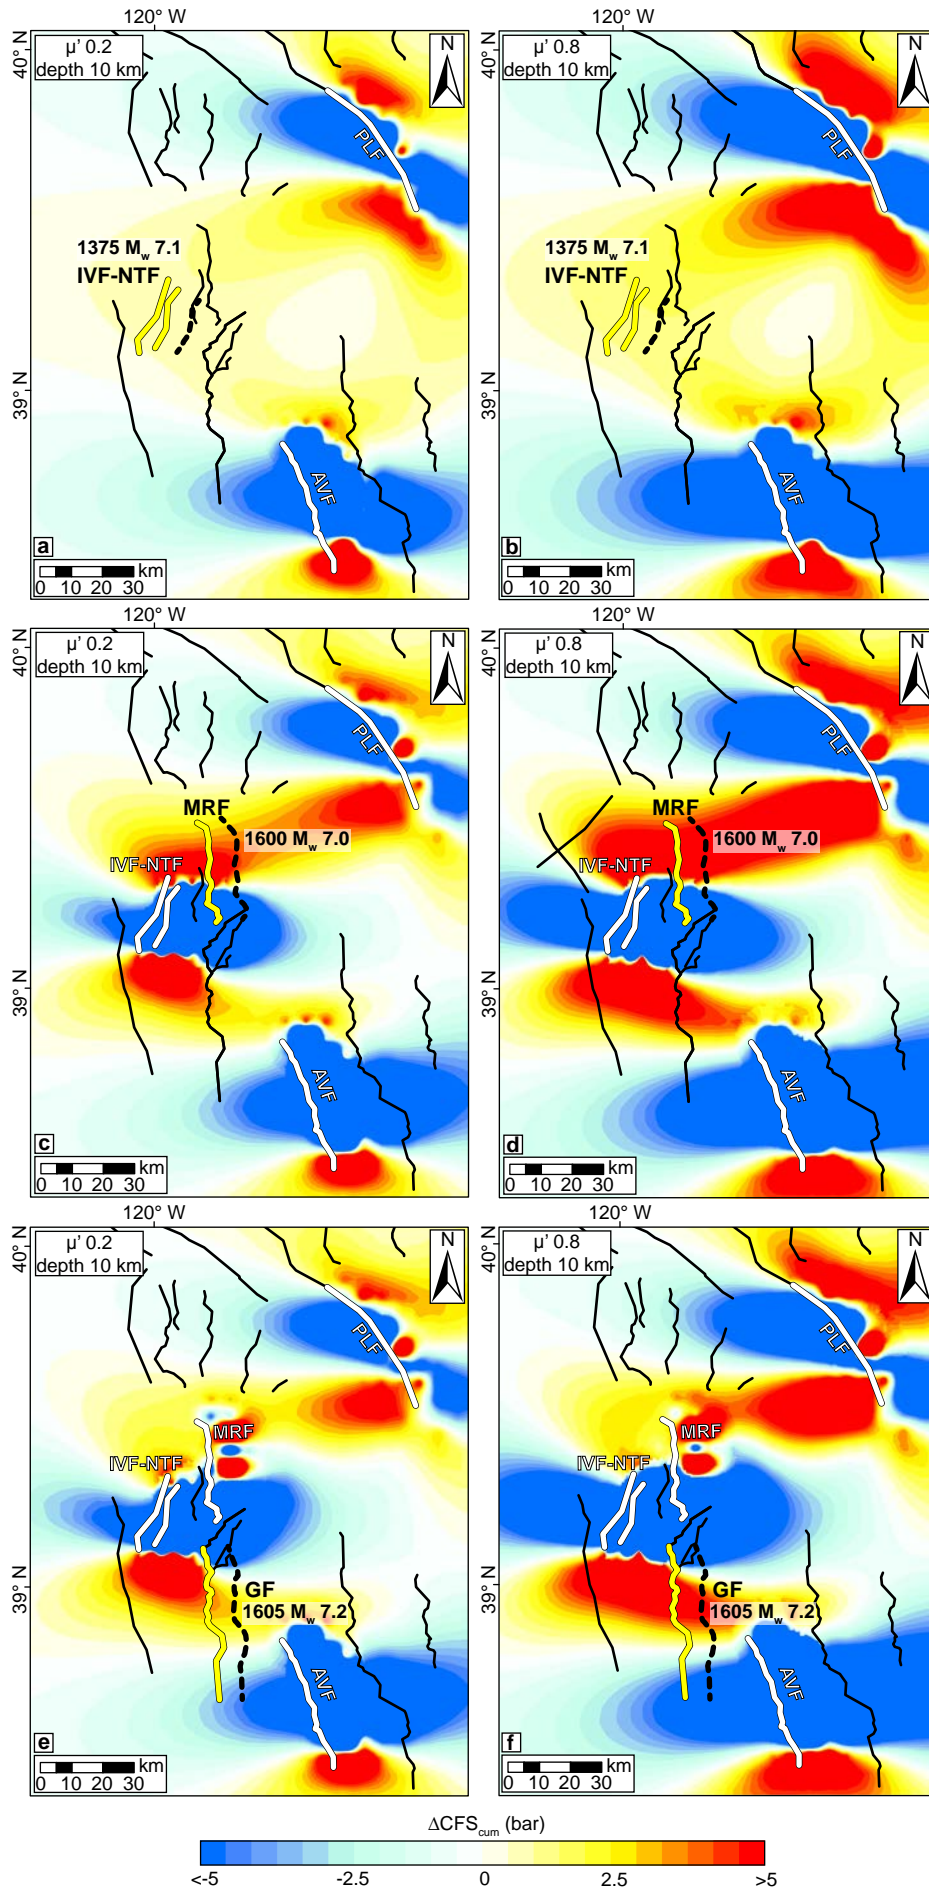 120° W
120° W
40° N
µ' 0.2
depth 10 km
N
PLF
1375 Mw 7.1
IVF-NTF
39° N
AVF
a
km
0 10 20 30
40° N
µ' 0.8
depth 10 km
N
PLF
1375 Mw 7.1
IVF-NTF
AVF
b
km
0 10 20 30
120° W
120° W
40° N
µ' 0.2
depth 10 km
N
PLF
MRF
1600 Mw 7.0
IVF-NTF
39° N
AVF
c
km
0 10 20 30
40° N
µ' 0.8
depth 10 km
N
PLF
MRF
1600 Mw 7.0
IVF-NTF
39° N
AVF
d
km
0 10 20 30
120° W
120° W
40° N
µ' 0.2
depth 10 km
N
PLF
MRF
IVF-NTF
39° N
GF
1605 Mw 7.2
AVF
e
km
0 10 20 30
40° N
µ' 0.8
depth 10 km
N
PLF
MRF
IVF-NTF
39° N
GF
1605 Mw 7.2
AVF
f
km
0 10 20 30
ΔCFScum (bar)
<-5 -2.5 0 2.5 >5